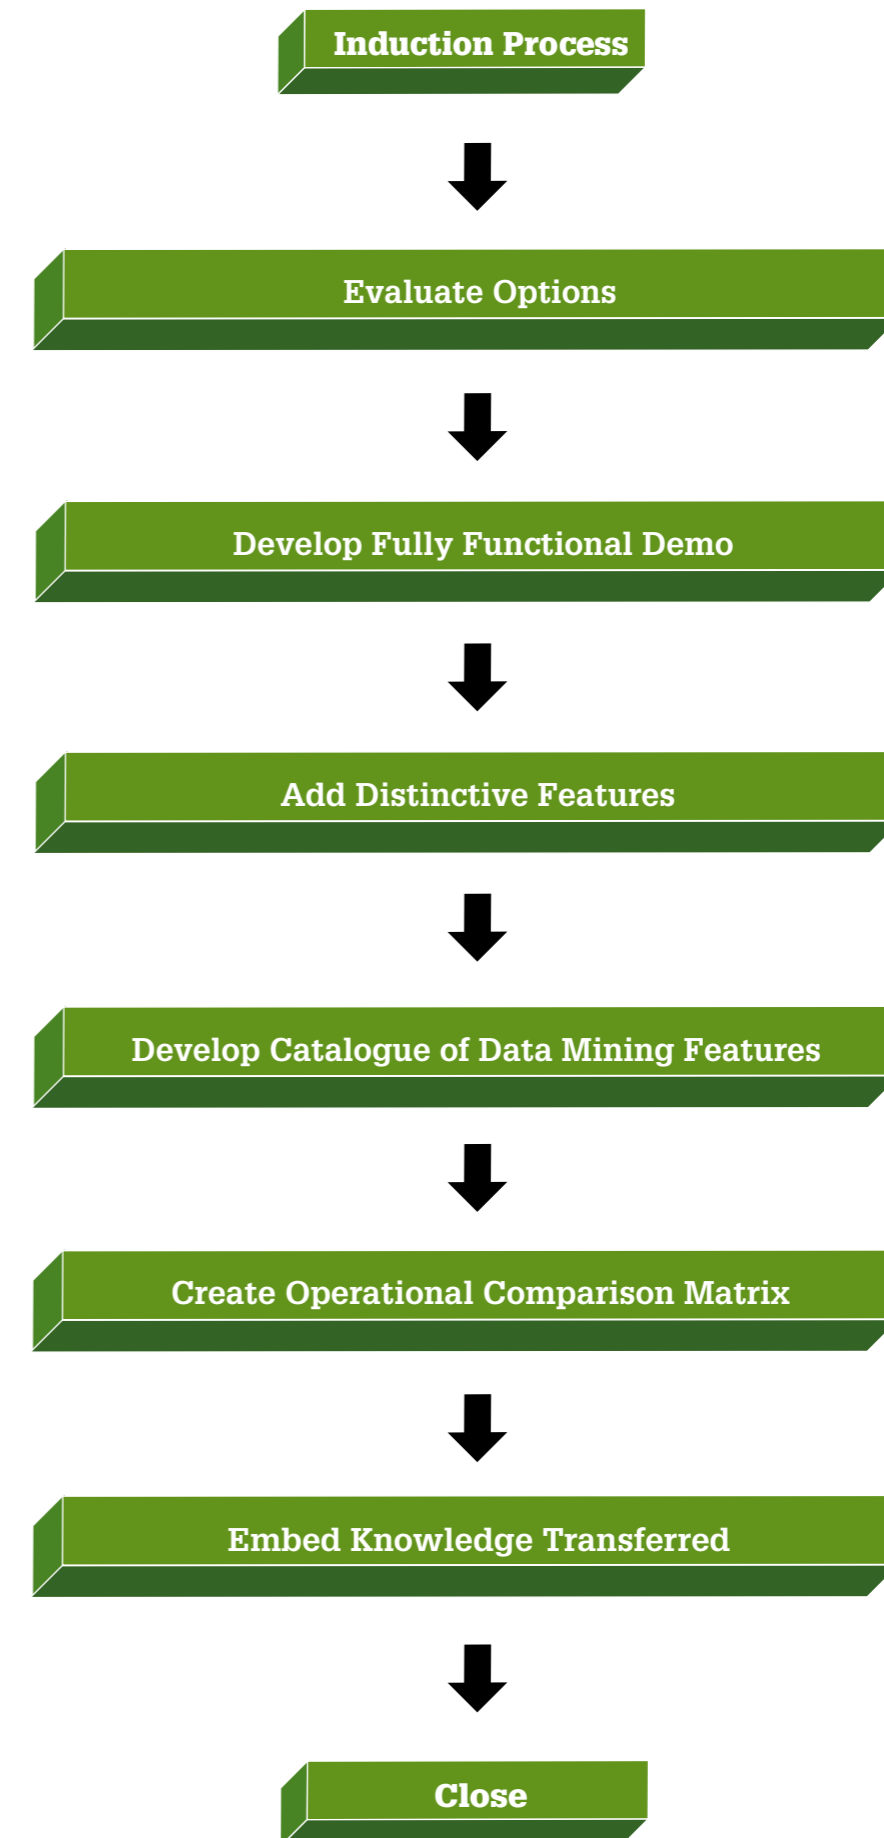 Induction Process
Evaluate Options
Develop Fully Functional Demo
Add Distinctive Features
Develop Catalogue of Data Mining Features
Create Operational Comparison Matrix
Embed Knowledge Transferred
Close